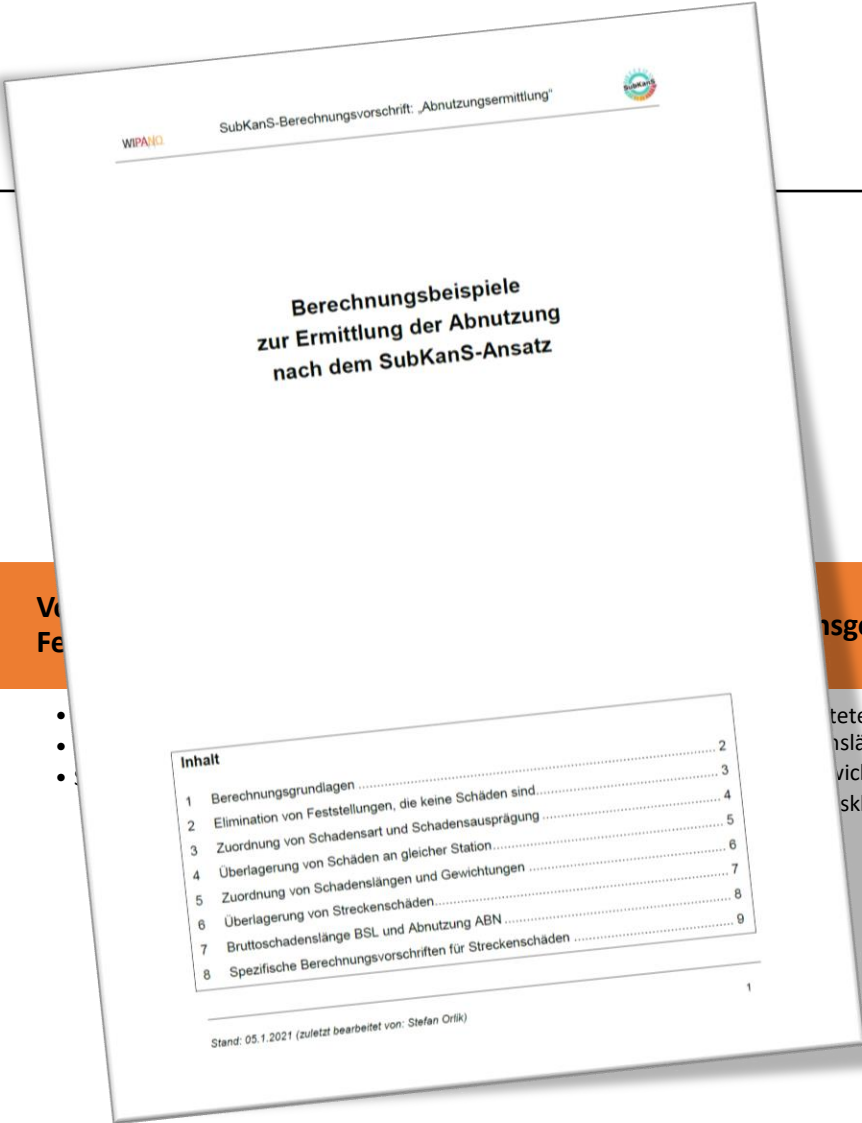 WIPANO
SubKanS-Berechnungsvorschrift: „Abnutzungsermittlung“
SubKanS
Berechnungsbeispiele
zur Ermittlung der Abnutzung
nach dem SubKanS-Ansatz
Inhalt
1 Berechnungsgrundlagen 2
2 Elimination von Feststellungen, die keine Schäden sind 3
3 Zuordnung von Schadensart und Schadensausprägung 4
4 Überlagerung von Schäden an gleicher Station 5
5 Zuordnung von Schadenslängen und Gewichtungen 6
6 Überlagerung von Streckenschäden 7
7 Bruttoschadenslänge BSL und Abnutzung ABN 8
8 Spezifische Berechnungsvorschriften für Streckenschäden 9
Stand: 05.1.2021 (zuletzt bearbeitet von: Stefan Orlik)
1